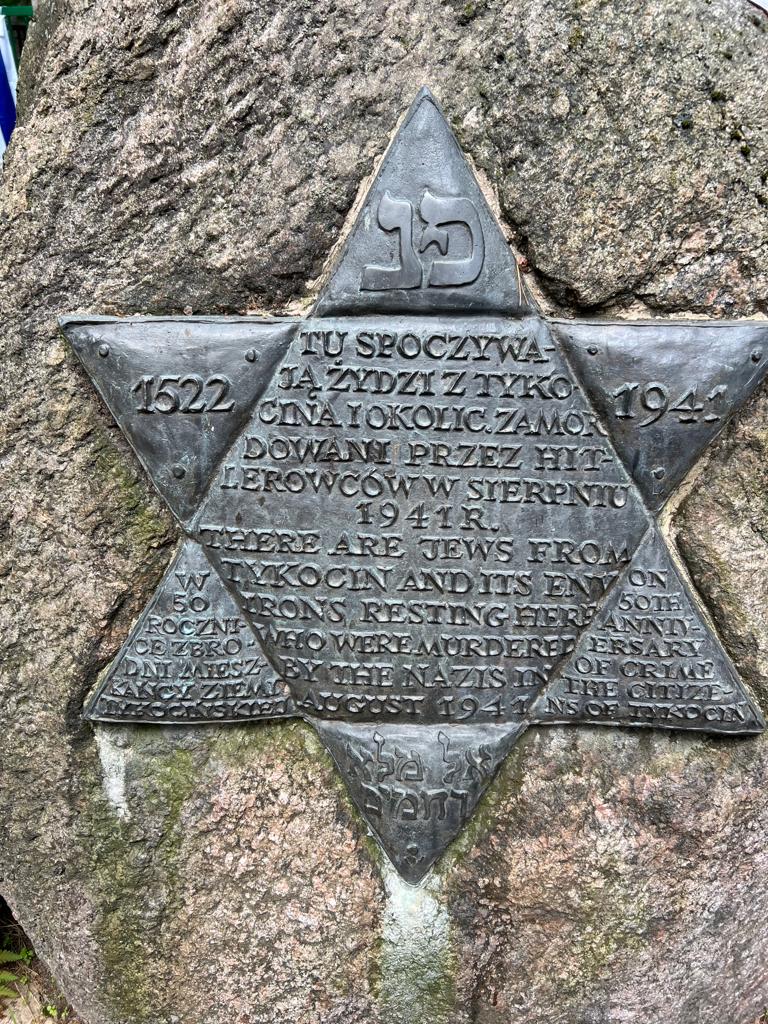 פנ
1522
1941
TU SPOCZYWA-
JĄ ŻYDZI Z TYKO-
CINA I OKOLIC. ZAMOR
DOWANI PRZEZ HIT-
LEROWCÓW W SIERPNIU
1941 R.
THERE ARE JEWS FROM
TYKOCIN AND ITS ENV
IRONS RESTING HERE
WHO WERE MURDERED
BY THE NAZIS IN
AUGUST 1941
W
50
ROCZNI-
CE ZBRO-
DNI MIESZ-
KAŃCY ZIEMI
TYKOCIŃSKIEJ
ON
50TH
ANNIV-
ERSARY
OF CRIME
THE CITIZE-
NS OF TYKOCIN
אל מלא
רחמים